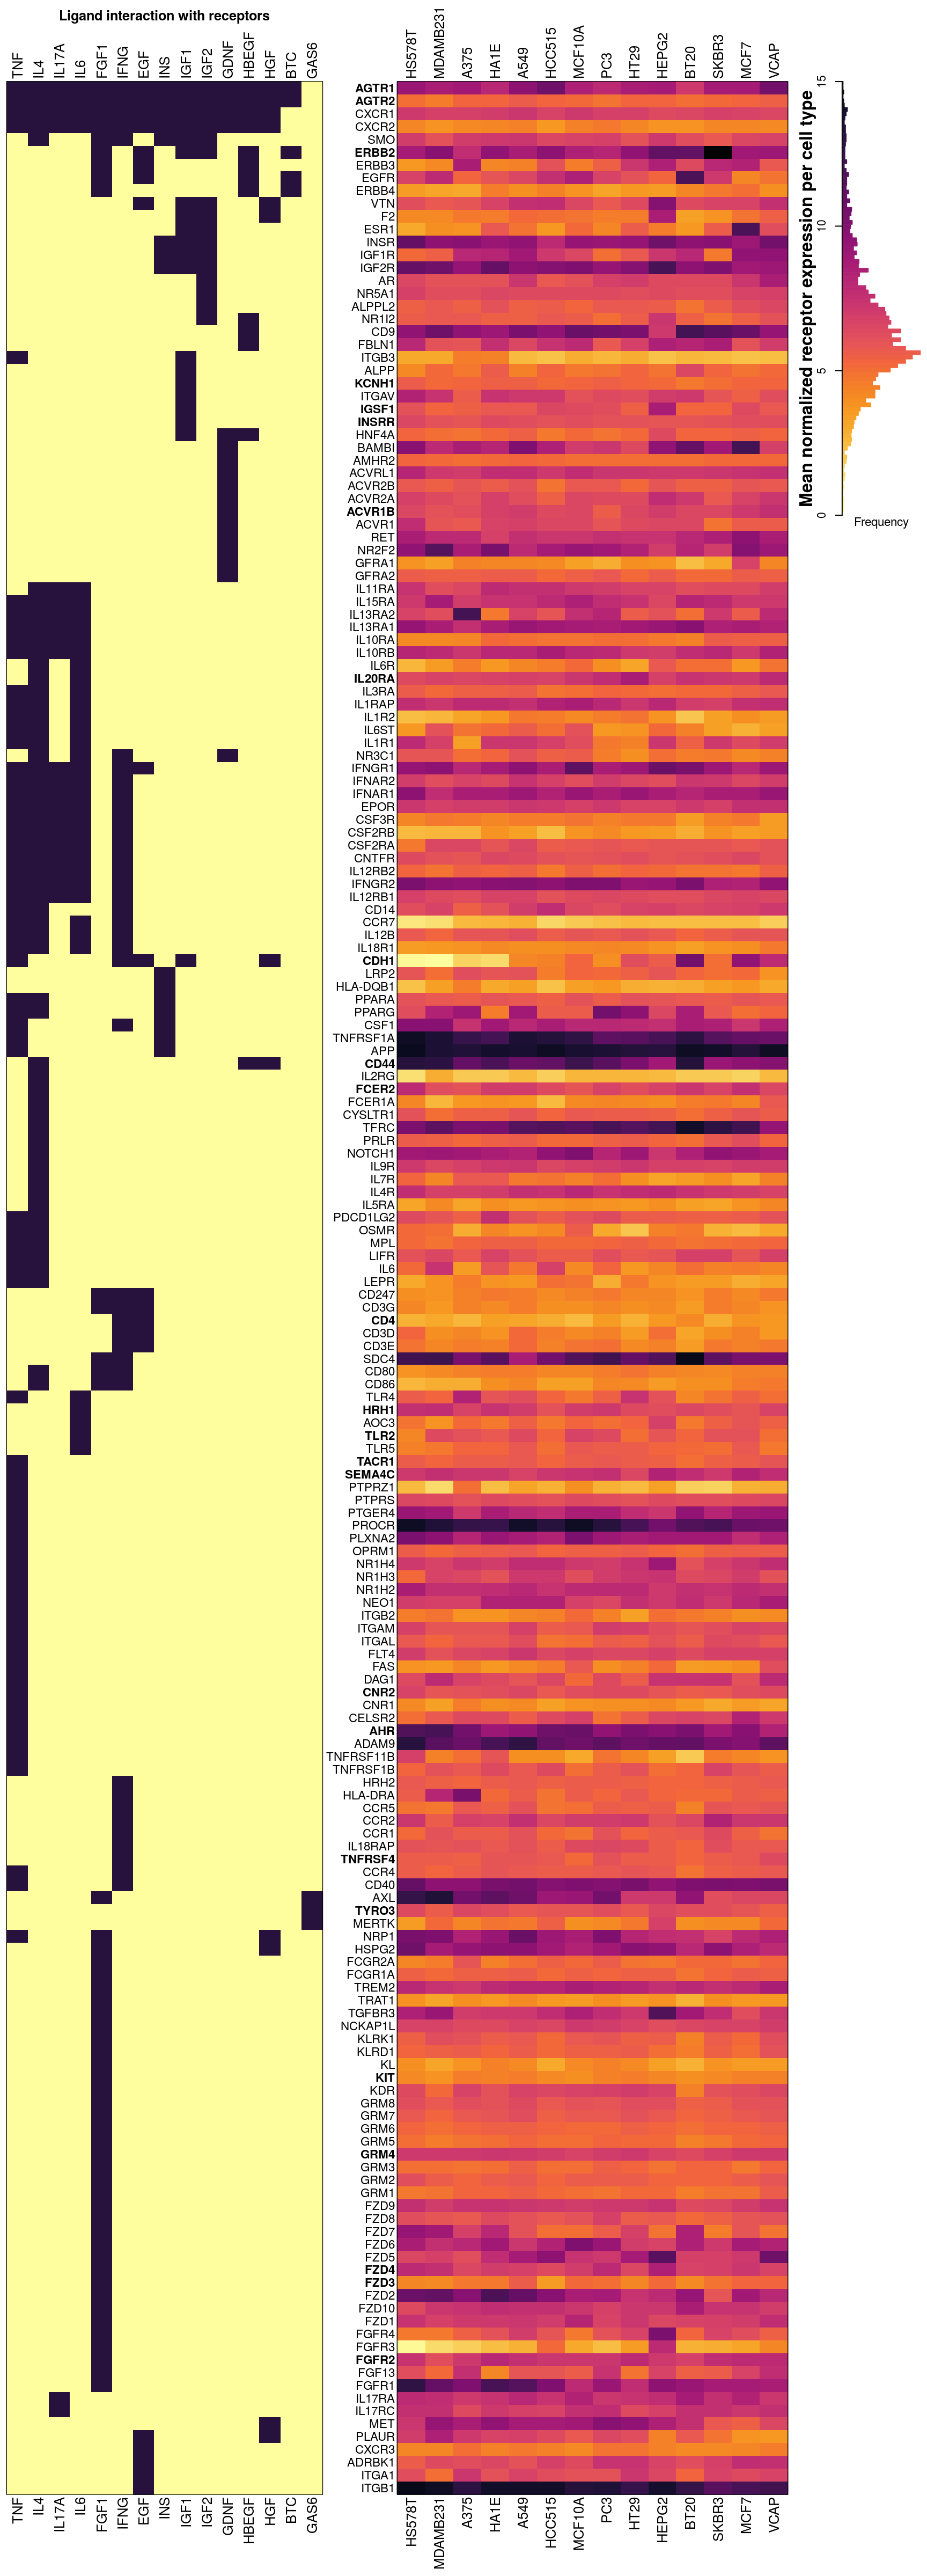 Ligand interaction with receptors
TNF IL4 IL17A IL6 FGF1 IFNG EGF INS IGF1 IGF2 GDNF HBEGF HGF BTC GAS6
HS578T MDAMB231 A375 HA1E A549 HCC515 MCF10A PC3 HT29 HEPG2 BT20 SKBR3 MCF7 VCAP
AGTR1
AGTR2
CXCR1
CXCR2
SMO
ERBB2
ERBB3
EGFR
ERBB4
VTN
F2
ESR1
INSR
IGF1R
IGF2R
AR
NR5A1
ALPPL2
NR1I2
CD9
FBLN1
ITGB3
ALPP
KCNH1
ITGAV
IGSF1
INSRR
HNF4A
BAMBI
AMHR2
ACVRL1
ACVR2B
ACVR2A
ACVR1B
ACVR1
RET
NR2F2
GFRA1
GFRA2
IL11RA
IL15RA
IL13RA2
IL13RA1
IL10RA
IL10RB
IL6R
IL20RA
IL3RA
IL1RAP
IL1R2
IL6ST
IL1R1
NR3C1
IFNGR1
IFNAR2
IFNAR1
EPOR
CSF3R
CSF2RB
CSF2RA
CNTFR
IL12RB2
IFNGR2
IL12RB1
CD14
CCR7
IL12B
IL18R1
CDH1
LRP2
HLA-DQB1
PPARA
PPARG
CSF1
TNFRSF1A
APP
CD44
IL2RG
FCER2
FCER1A
CYSLTR1
TFRC
PRLR
NOTCH1
IL9R
IL7R
IL4R
IL5RA
PDCD1LG2
OSMR
MPL
LIFR
IL6
LEPR
CD247
CD3G
CD4
CD3D
CD3E
SDC4
CD80
CD86
TLR4
HRH1
AOC3
TLR2
TLR5
TACR1
SEMA4C
PTPRZ1
PTPRS
PTGER4
PROCR
PLXNA2
OPRM1
NR1H4
NR1H3
NR1H2
NEO1
ITGB2
ITGAM
ITGAL
FLT4
FAS
DAG1
CNR2
CNR1
CELSR2
AHR
ADAM9
TNFRSF11B
TNFRSF1B
HRH2
HLA-DRA
CCR5
CCR2
CCR1
IL18RAP
TNFRSF4
CCR4
CD40
AXL
TYRO3
MERTK
NRP1
HSPG2
FCGR2A
FCGR1A
TREM2
TRAT1
TGFBR3
NCKAP1L
KLRK1
KLRD1
KL
KIT
KDR
GRM8
GRM7
GRM6
GRM5
GRM4
GRM3
GRM2
GRM1
FZD9
FZD8
FZD7
FZD6
FZD5
FZD4
FZD3
FZD2
FZD10
FZD1
FGFR4
FGFR3
FGFR2
FGF13
FGFR1
IL17RA
IL17RC
MET
PLAUR
CXCR3
ADRBK1
ITGA1
ITGB1
TNF IL4 IL17A IL6 FGF1 IFNG EGF INS IGF1 IGF2 GDNF HBEGF HGF BTC GAS6
HS578T MDAMB231 A375 HA1E A549 HCC515 MCF10A PC3 HT29 HEPG2 BT20 SKBR3 MCF7 VCAP
Mean normalized receptor expression per cell type
15
10
5
0
Frequency